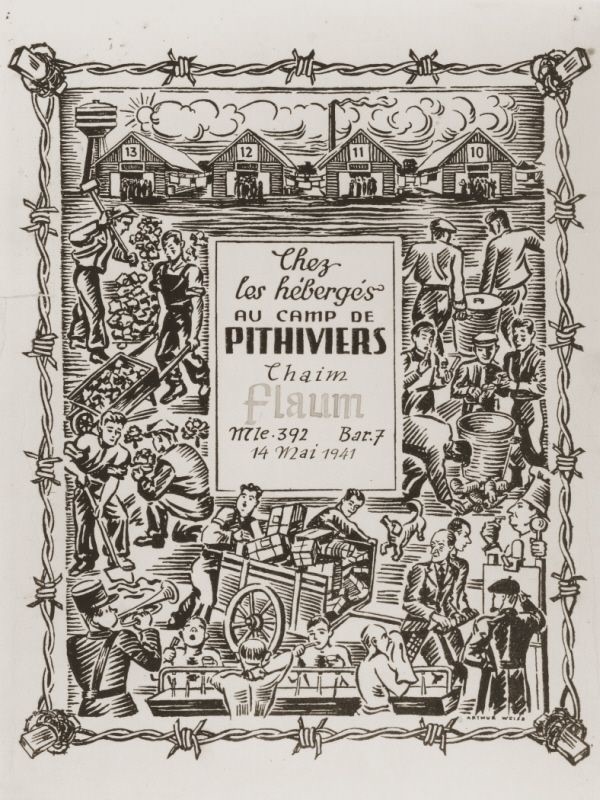 13 12 11 10
Chez
les hébergés
AU CAMP DE
PITHIVIERS
Chaim
flaum
Mle. 392 Bar. 7
14 Mai 1941
ARTHUR WEISS